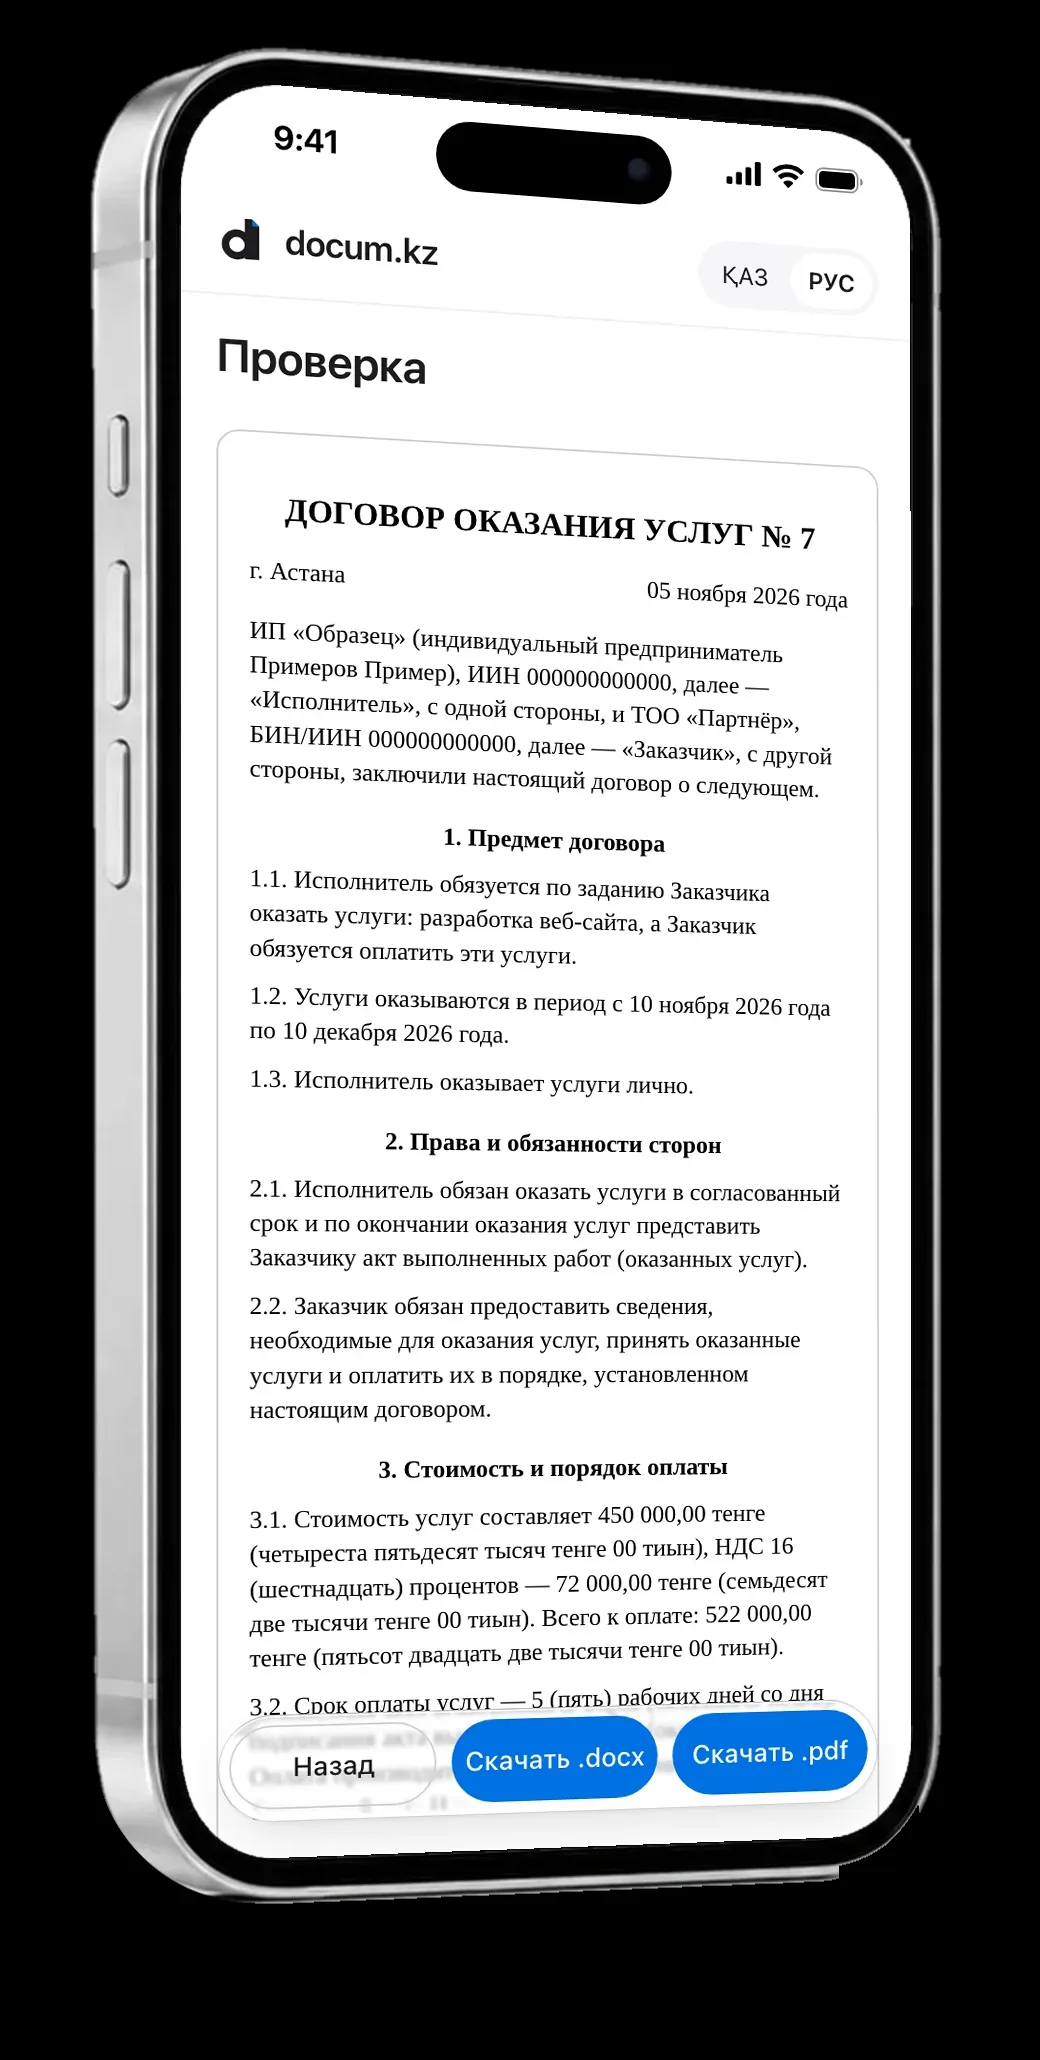 9:41
docum.kz
ҚАЗ РУС
Проверка
ДОГОВОР ОКАЗАНИЯ УСЛУГ № 7
г. Астана
05 ноября 2026 года
ИП «Образец» (индивидуальный предприниматель
Примеров Пример), ИИН 000000000000, далее —
«Исполнитель», с одной стороны, и ТОО «Партнёр»,
БИН/ИИН 000000000000, далее — «Заказчик», с другой
стороны, заключили настоящий договор о следующем.
1. Предмет договора
1.1. Исполнитель обязуется по заданию Заказчика
оказать услуги: разработка веб-сайта, а Заказчик
обязуется оплатить эти услуги.
1.2. Услуги оказываются в период с 10 ноября 2026 года
по 10 декабря 2026 года.
1.3. Исполнитель оказывает услуги лично.
2. Права и обязанности сторон
2.1. Исполнитель обязан оказать услуги в согласованный
срок и по окончании оказания услуг представить
Заказчику акт выполненных работ (оказанных услуг).
2.2. Заказчик обязан предоставить сведения,
необходимые для оказания услуг, принять оказанные
услуги и оплатить их в порядке, установленном
настоящим договором.
3. Стоимость и порядок оплаты
3.1. Стоимость услуг составляет 450 000,00 тенге
(четыреста пятьдесят тысяч тенге 00 тиын), НДС 16
(шестнадцать) процентов — 72 000,00 тенге (семьдесят
две тысячи тенге 00 тиын). Всего к оплате: 522 000,00
тенге (пятьсот двадцать две тысячи тенге 00 тиын).
3.2. Срок оплаты услуг — 5 (пять) рабочих дней со дня
Назад
Скачать .docx
Скачать .pdf